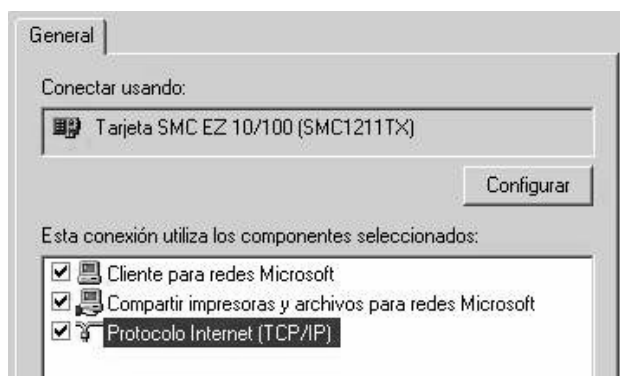 General
Conectar usando:
Tarjeta SMC EZ 10/100 (SMC1211TX)
Configurar
Esta conexión utiliza los componentes seleccionados:
Cliente para redes Microsoft
Compartir impresoras y archivos para redes Microsoft
Protocolo Internet (TCP/IP)